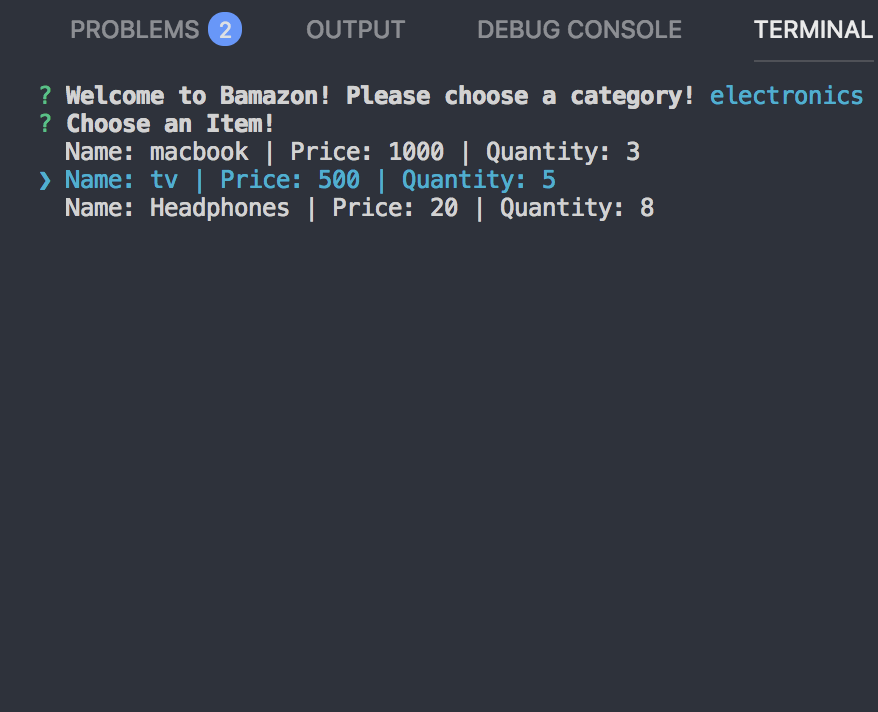 PROBLEMS 2 OUTPUT DEBUG CONSOLE TERMINAL
? Welcome to Bamazon! Please choose a category! electronics
? Choose an Item!
Name: macbook | Price: 1000 | Quantity: 3
❯ Name: tv | Price: 500 | Quantity: 5
Name: Headphones | Price: 20 | Quantity: 8